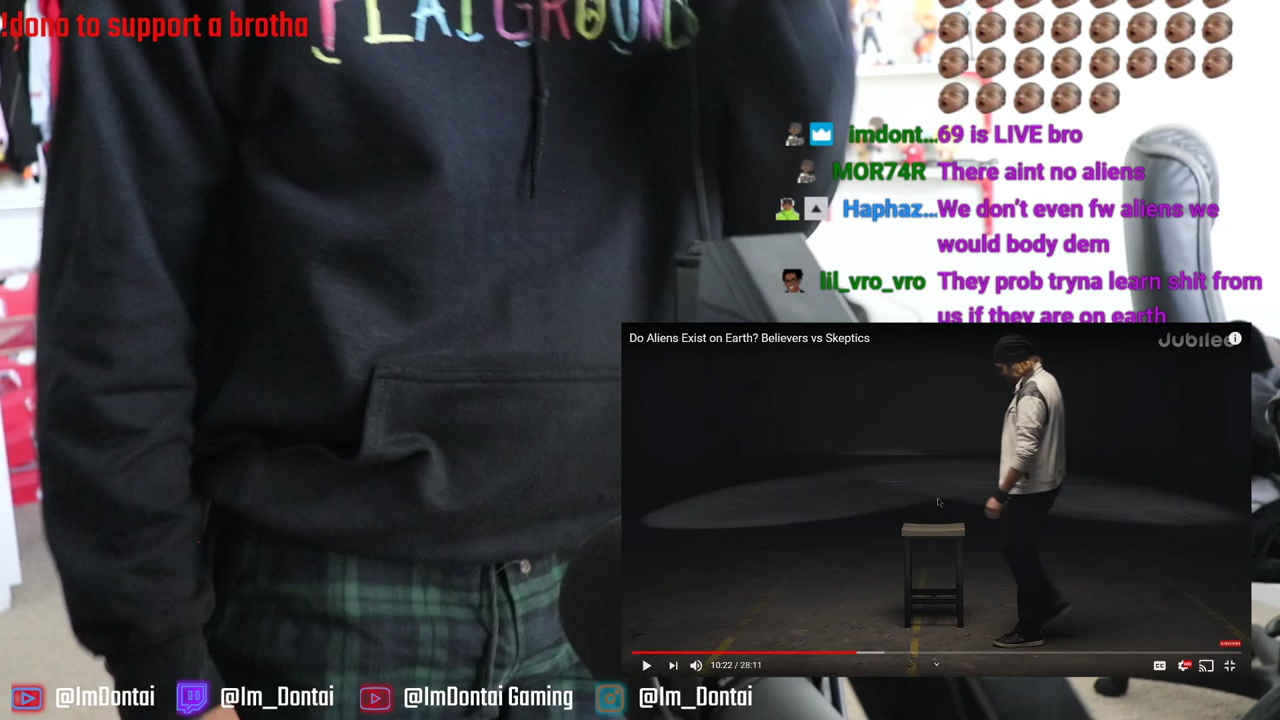 !dono to support a brotha
PLAYGROUND
imdont...69 is LIVE bro
MOR74R There aint no aliens
Haphaz...We don't even fw aliens we
would body dem
lil_vro_vro They prob tryna learn shit from
us if they are on earth
Do Aliens Exist on Earth? Believers vs Skeptics
Jubilee
SUBSCRIBE
10:22 / 28:11
CC
@ImDontai
@Im_Dontai
@ImDontai Gaming
@Im_Dontai